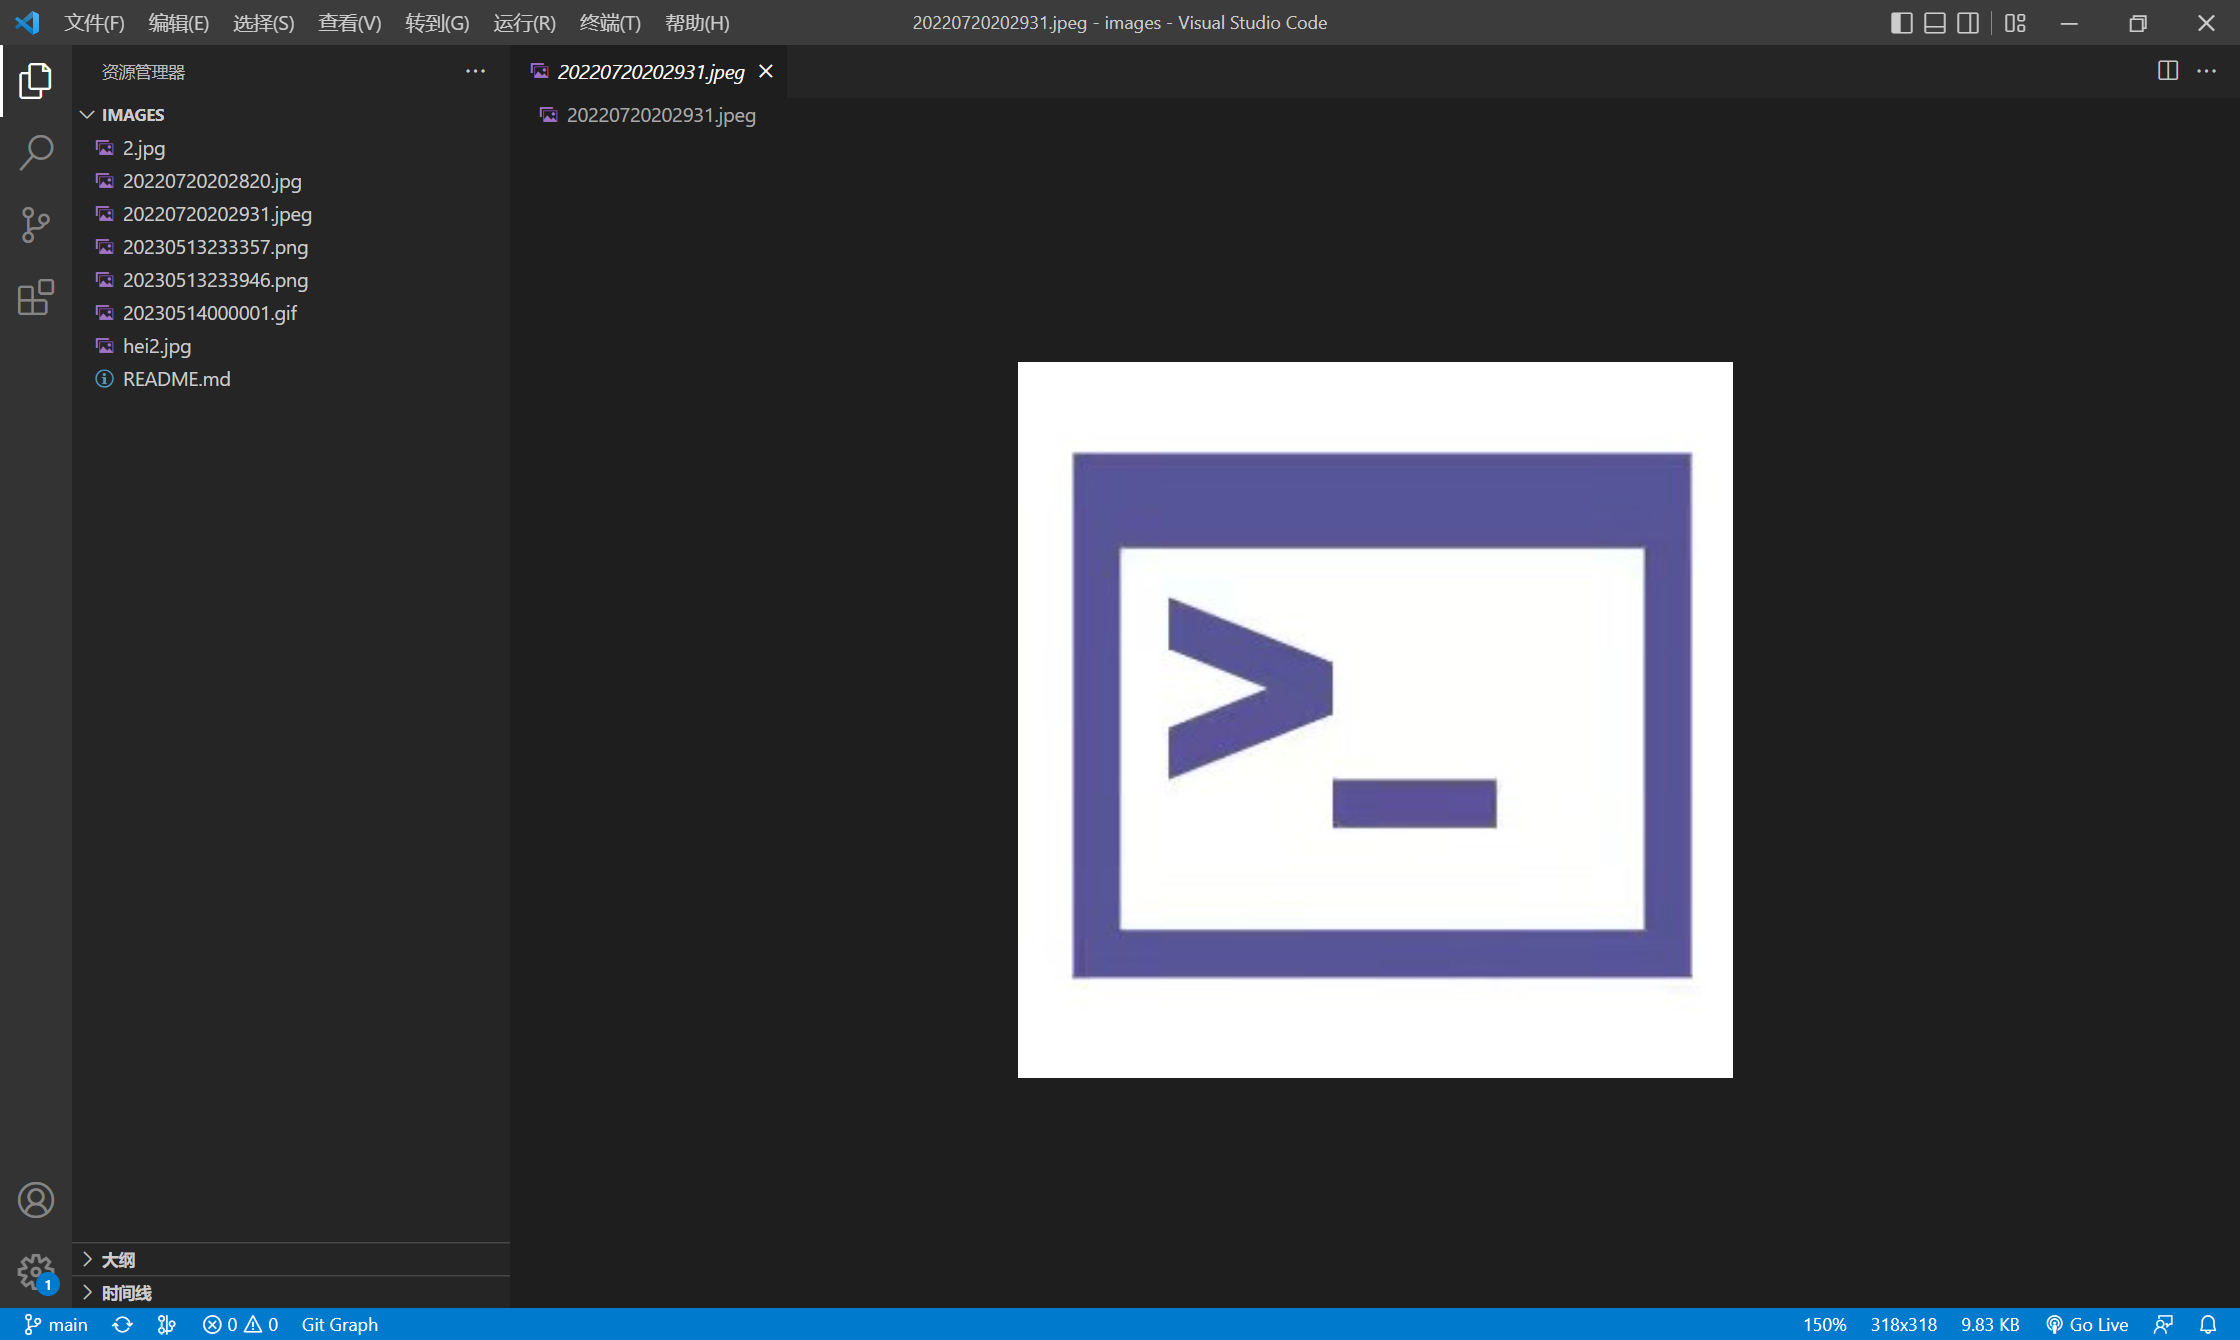 文件(F) 编辑(E) 选择(S) 查看(V) 转到(G) 运行(R) 终端(T) 帮助(H) 20220720202931.jpeg - images - Visual Studio Code
资源管理器
20220720202931.jpeg
IMAGES
20220720202931.jpeg
2.jpg
20220720202820.jpg
20220720202931.jpeg
20230513233357.png
20230513233946.png
20230514000001.gif
hei2.jpg
README.md
>_
大纲
时间线
1
main 0 0 Git Graph 150% 318x318 9.83 KB Go Live